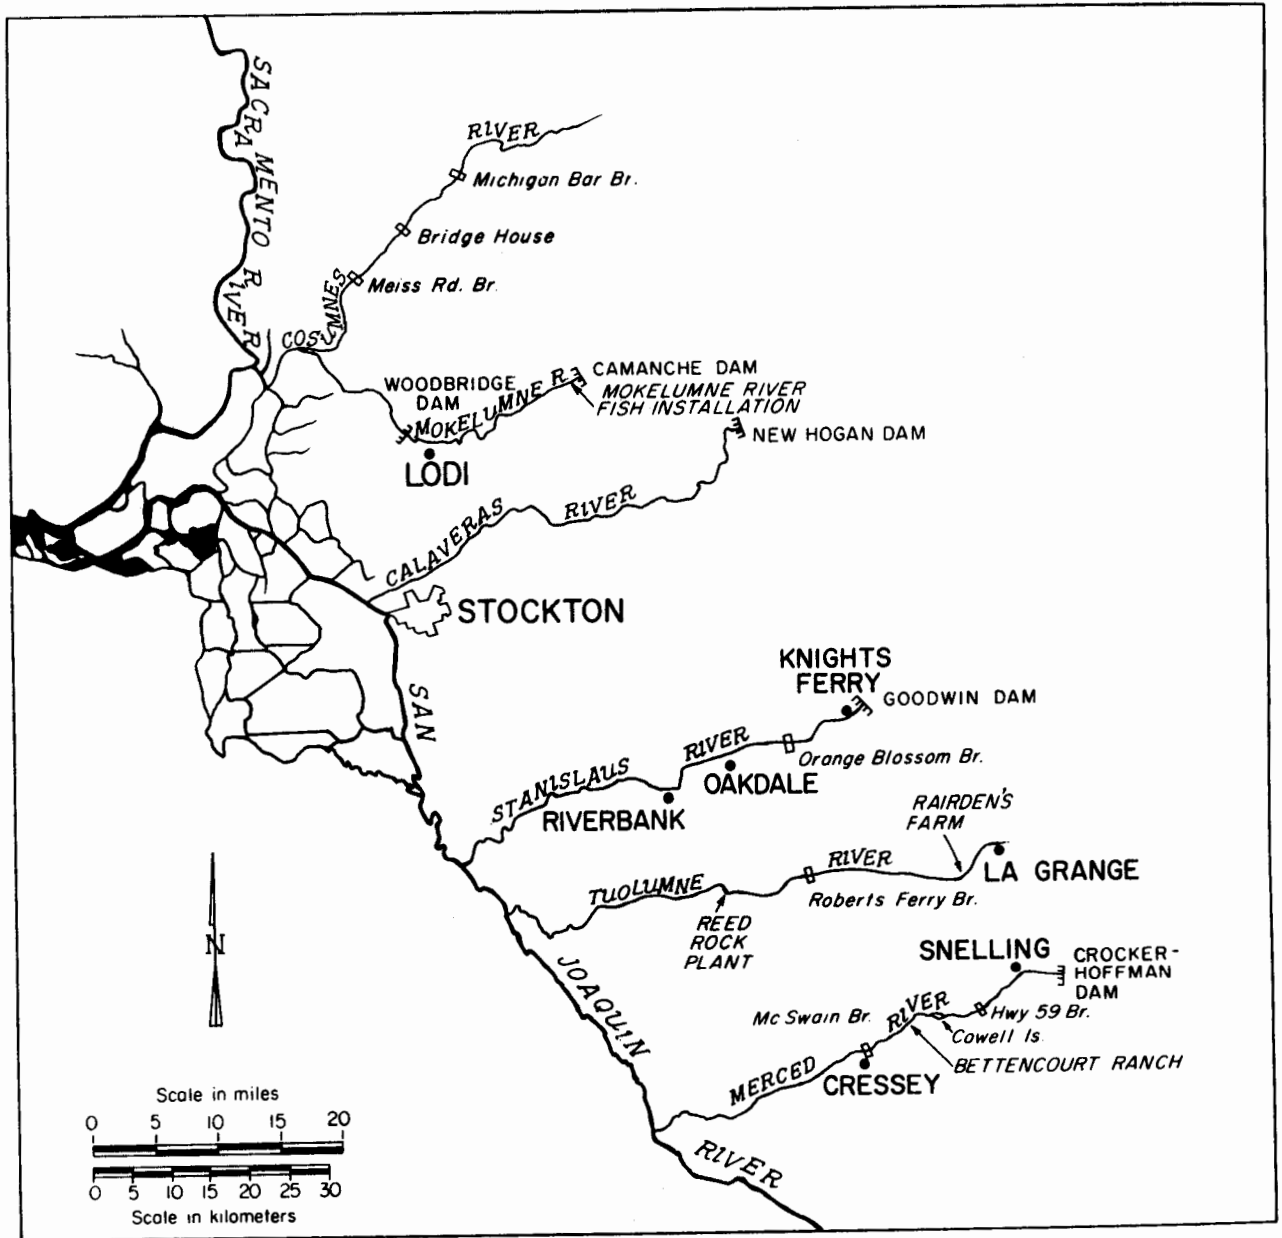 SACRAMENTO RIVER
RIVER
Michigan Bar Br.
Bridge House
Meiss Rd. Br.
COSUMNES
WOODBRIDGE
DAM
MOKELUMNE R.
CAMANCHE DAM
MOKELUMNE RIVER
FISH INSTALLATION
NEW HOGAN DAM
LODI
CALAVERAS RIVER
STOCKTON
KNIGHTS
FERRY
GOODWIN DAM
SAN
STANISLAUS RIVER
Orange Blossom Br.
OAKDALE
RIVERBANK
RAIRDEN'S
FARM
TUOLUMNE RIVER
LA GRANGE
Roberts Ferry Br.
REED
ROCK
PLANT
N
JOAQUIN
SNELLING
CROCKER-
HOFFMAN
DAM
Mc Swain Br.
MERCED RIVER
Hwy 59 Br.
Cowell Is.
BETTENCOURT RANCH
CRESSEY
RIVER
Scale in miles
0 5 10 15 20
0 5 10 15 20 25 30
Scale in kilometers